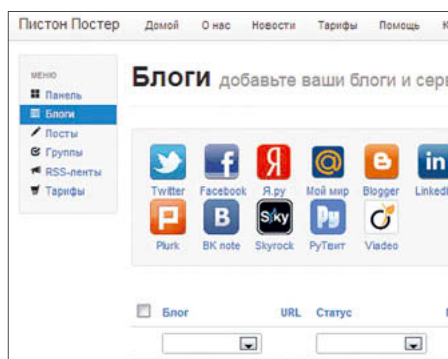 Пистон Постер Домой О нас Новости Тарифы Помощь
МЕНЮ
Панель
Блоги
Посты
Группы
RSS-ленты
Тарифы
Блоги добавьте ваши блоги и сер
Twitter Facebook Я.ру Мой мир Blogger LinkedI
Plurk ВК note Skyrock РуТвит Viadeo
Блог URL Статус